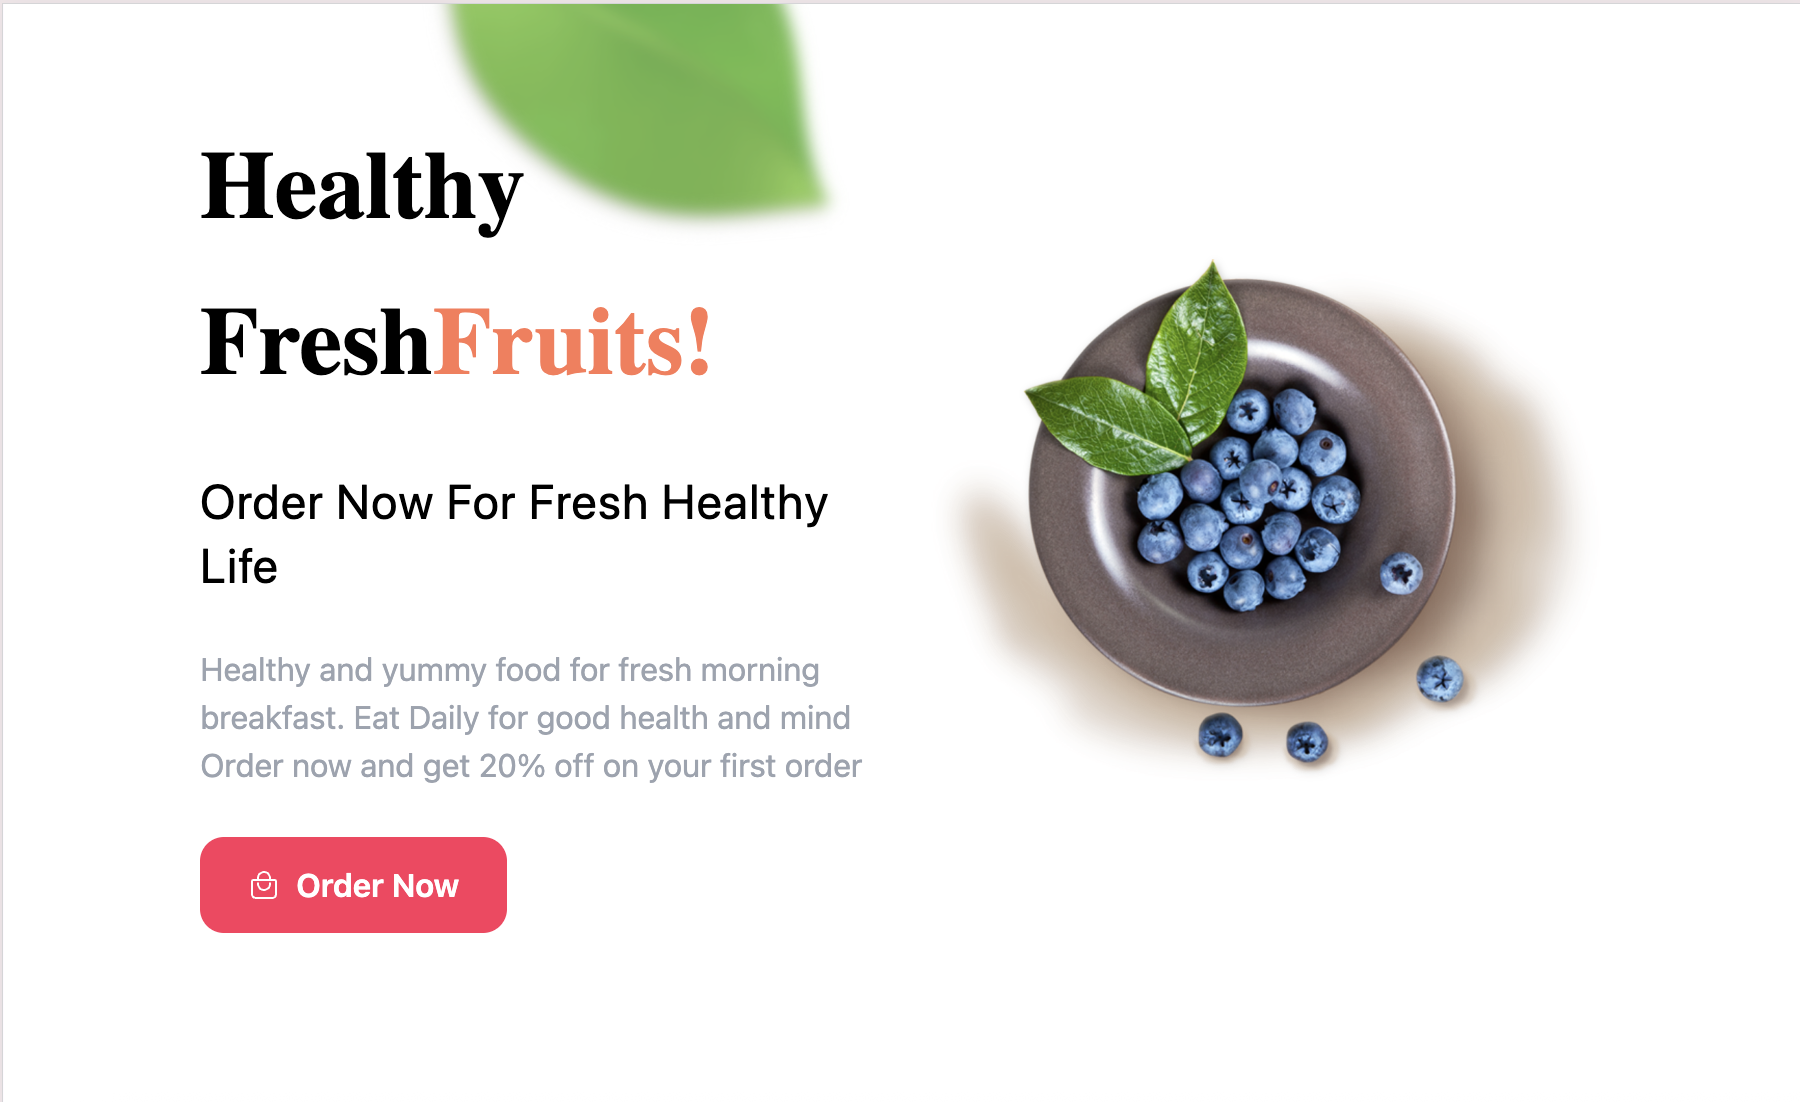 Healthy
FreshFruits!
Order Now For Fresh Healthy
Life
Healthy and yummy food for fresh morning
breakfast. Eat Daily for good health and mind
Order now and get 20% off on your first order
Order Now